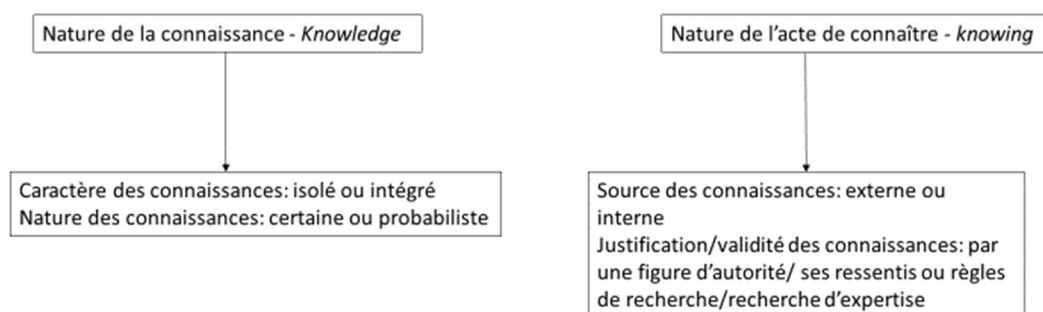 Nature de la connaissance - Knowledge
Nature de l'acte de connaître - knowing
Caractère des connaissances: isolé ou intégré
Nature des connaissances: certaine ou probabiliste
Source des connaissances: externe ou
interne
Justification/validité des connaissances: par
une figure d'autorité/ ses ressentis ou règles
de recherche/recherche d'expertise